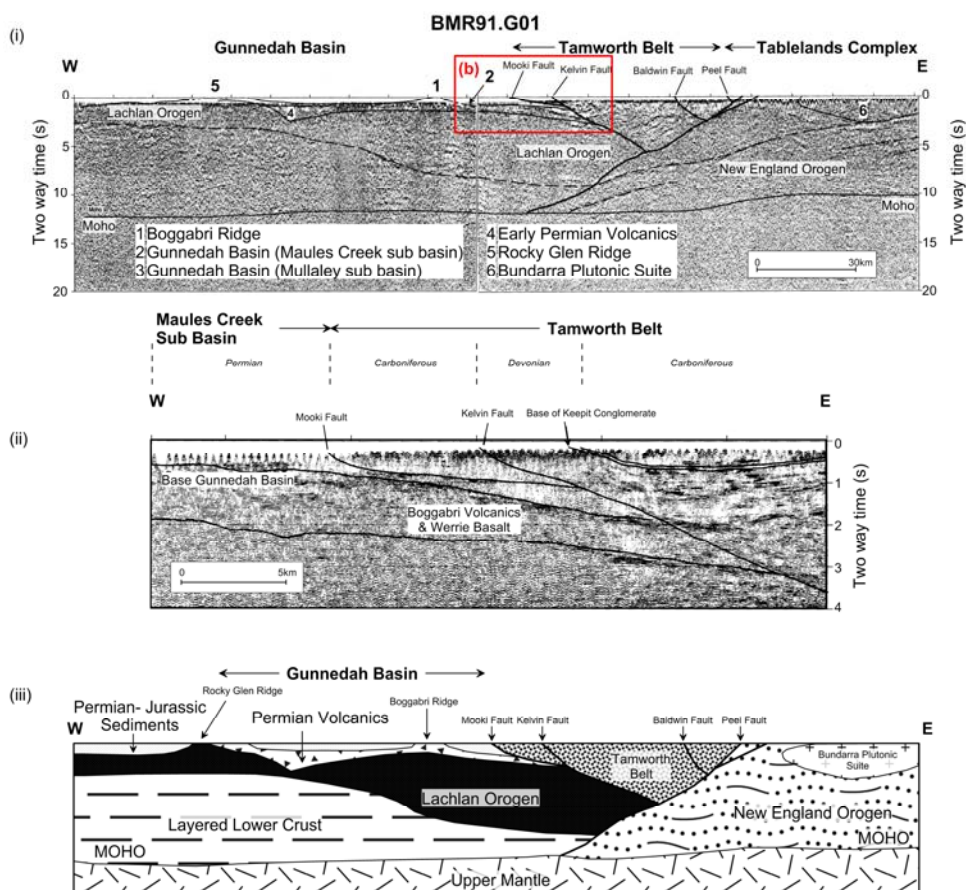 BMR91.G01
(i)
Gunnedah Basin
Tamworth Belt
Tablelands Complex
W
5
1
(b)
2
Mooki Fault
Kelvin Fault
Baldwin Fault
Peel Fault
E
0
0
Lachlan Orogen
4
6
5
5
Lachlan Orogen
New England Orogen
10
10
Moho
Moho
Moho
15
15
20
20
Two way time (s)
Two way time (s)
1 Boggabri Ridge
2 Gunnedah Basin (Maules Creek sub basin)
3 Gunnedah Basin (Mullaley sub basin)
4 Early Permian Volcanics
5 Rocky Glen Ridge
6 Bundarra Plutonic Suite
0 30km
Maules Creek
Sub Basin
Tamworth Belt
Permian
Carboniferous
Devonian
Carboniferous
W
E
(ii)
Mooki Fault
Kelvin Fault
Base of Keepit Conglomerate
Base Gunnedah Basin
Boggabri Volcanics
& Werrie Basalt
0
1
2
3
4
Two way time (s)
0 5km
(iii)
Gunnedah Basin
Permian- Jurassic
Sediments
Rocky Glen Ridge
Permian Volcanics
Boggabri Ridge
Mooki Fault
Kelvin Fault
Baldwin Fault
Peel Fault
W
E
Tamworth
Belt
Bundarra Plutonic
Suite
Lachlan Orogen
Layered Lower Crust
New England Orogen
MOHO
MOHO
Upper Mantle